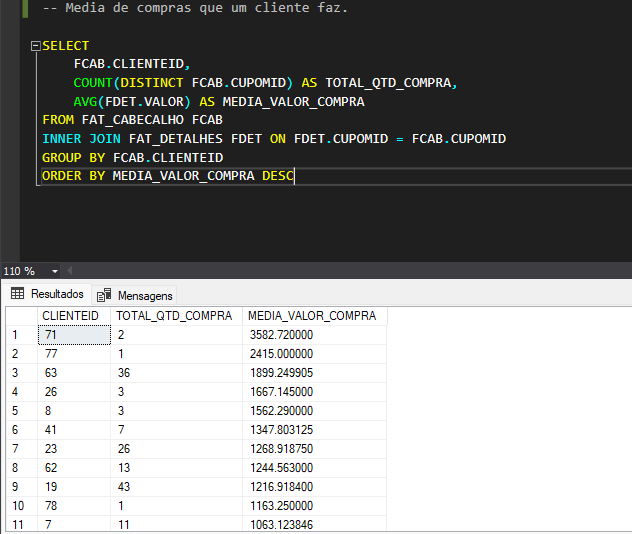 -- Media de compras que um cliente faz.
SELECT
FCAB.CLIENTEID,
COUNT(DISTINCT FCAB.CUPOMID) AS TOTAL_QTD_COMPRA,
AVG(FDET.VALOR) AS MEDIA_VALOR_COMPRA
FROM FAT_CABECALHO FCAB
INNER JOIN FAT_DETALHES FDET ON FDET.CUPOMID = FCAB.CUPOMID
GROUP BY FCAB.CLIENTEID
ORDER BY MEDIA_VALOR_COMPRA DESC
110 %
Resultados Mensagens
CLIENTEID TOTAL_QTD_COMPRA MEDIA_VALOR_COMPRA
1 71 2 3582.720000
2 77 1 2415.000000
3 63 36 1899.249905
4 26 3 1667.145000
5 8 3 1562.290000
6 41 7 1347.803125
7 23 26 1268.918750
8 62 13 1244.563000
9 19 43 1216.918400
10 78 1 1163.250000
11 7 11 1063.123846